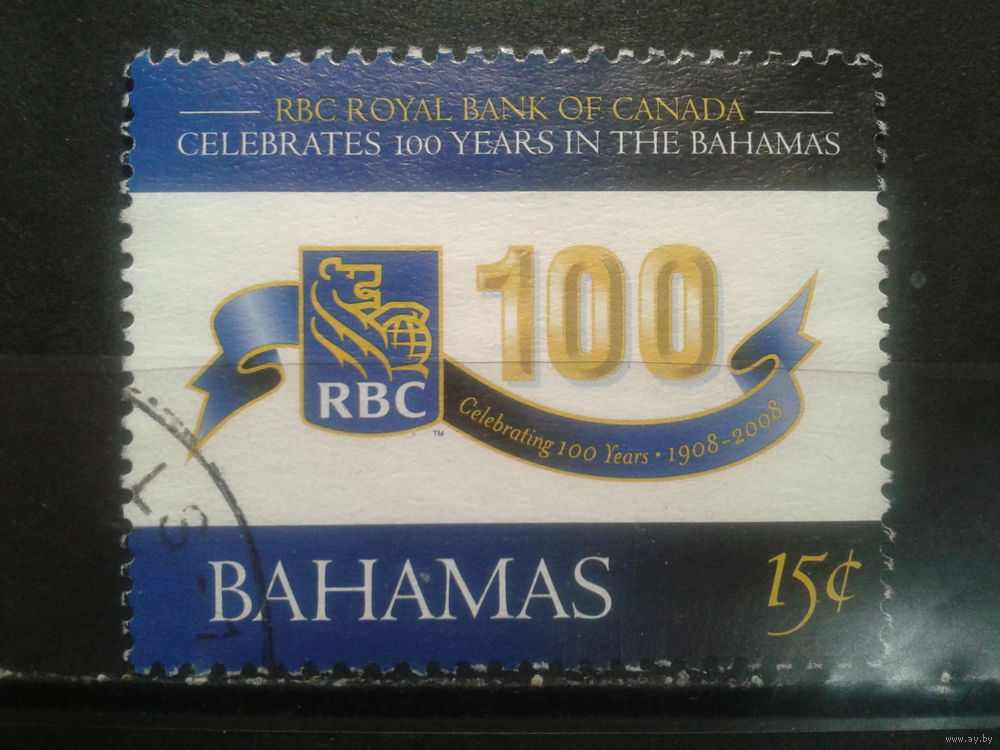 RBC ROYAL BANK OF CANADA
CELEBRATES 100 YEARS IN THE BAHAMAS
100
RBC
TM
Celebrating 100 Years • 1908-2008
BAHAMAS
15¢
www.ay.by